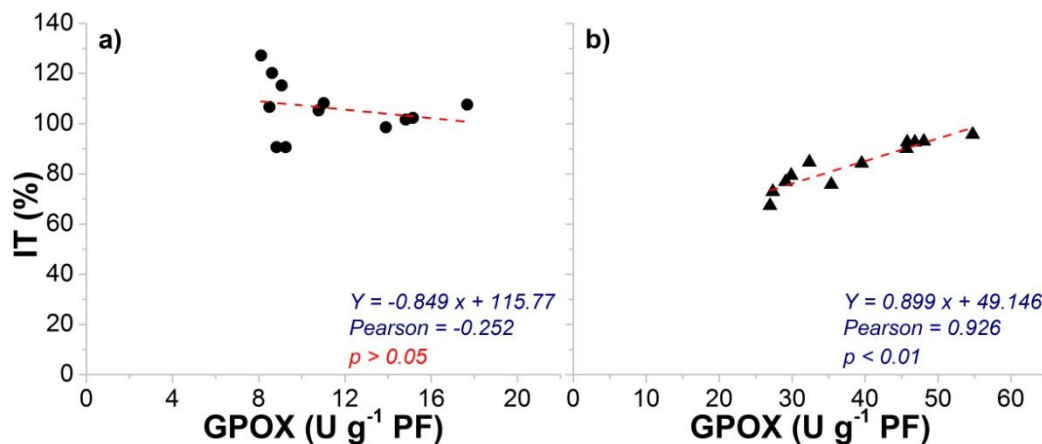 a)
b)
IT (%)
140
120
100
80
60
40
20
0
Y = -0.849 x + 115.77
Pearson = -0.252
p > 0.05
Y = 0.899 x + 49.146
Pearson = 0.926
p < 0.01
0 4 8 12 16 20
0 10 20 30 40 50 60
GPOX (U g⁻¹ PF)
GPOX (U g⁻¹ PF)